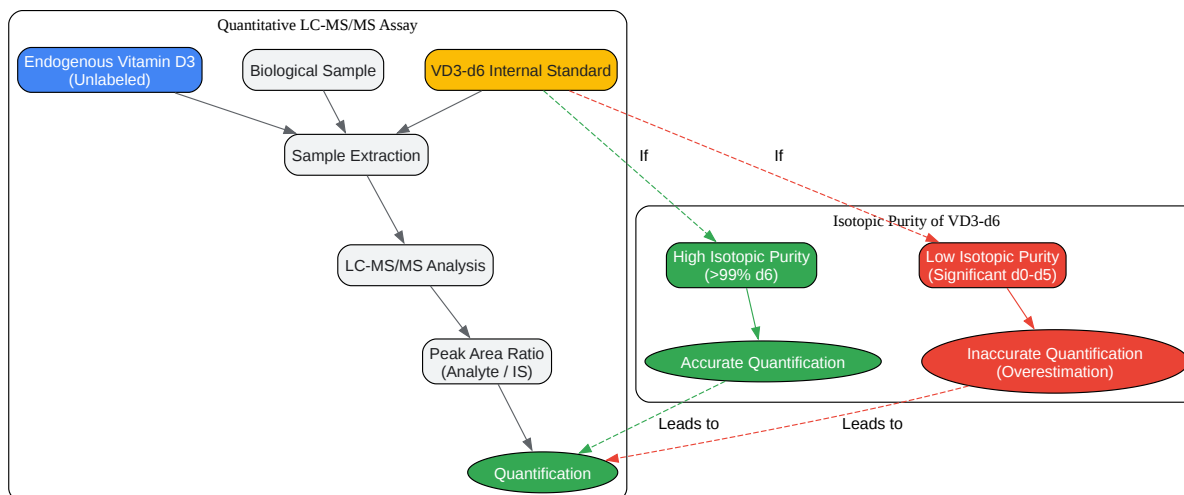 Quantitative LC-MS/MS Assay
Endogenous Vitamin D3
(Unlabeled)
Biological Sample
VD3-d6 Internal Standard
Sample Extraction
If
If
Isotopic Purity of VD3-d6
LC-MS/MS Analysis
High Isotopic Purity
(>99% d6)
Low Isotopic Purity
(Significant d0-d5)
Peak Area Ratio
(Analyte / IS)
Accurate Quantification
Inaccurate Quantification
(Overestimation)
Leads to
Leads to
Quantification